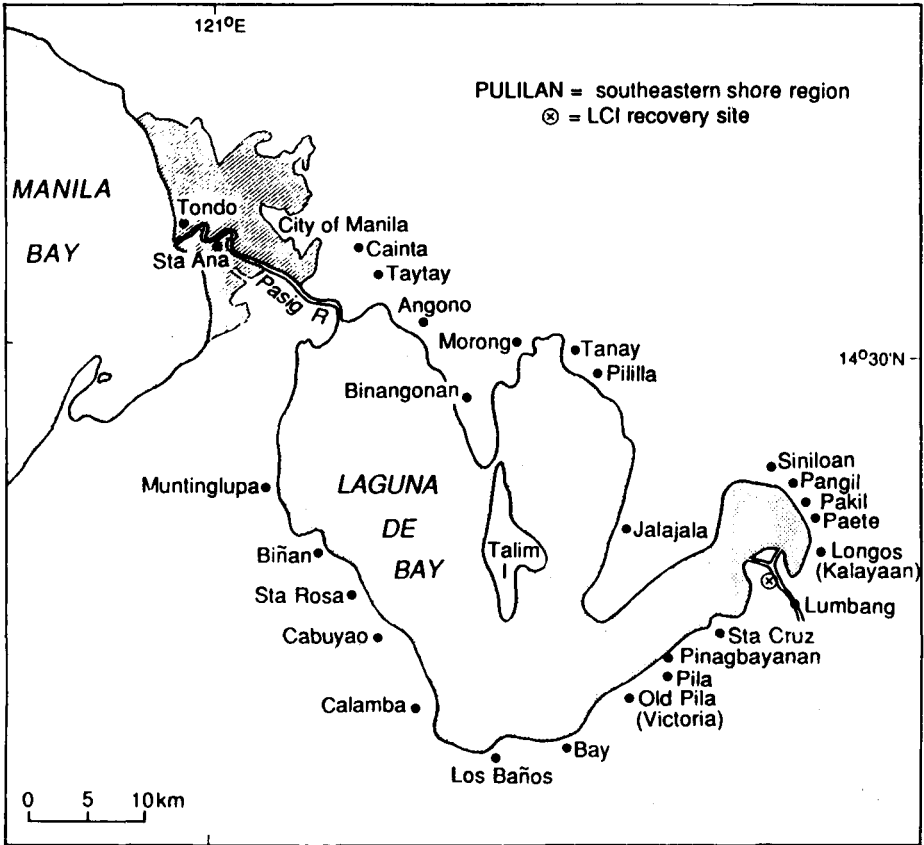 121°E
PULILAN = southeastern shore region
⊗ = LCI recovery site
MANILA
BAY
Tondo
City of Manila
Sta Ana
Cainta
Pasig R
Taytay
Angono
Morong
Tanay
14°30'N
Pililla
Binangonan
Siniloan
Muntinglupa
LAGUNA
DE
BAY
Pangil
Pakil
Paete
Jalajala
Talim
I
Biñan
Longos
(Kalayaan)
Sta Rosa
Lumbang
Cabuyao
Sta Cruz
Pinagbayanan
Pila
Calamba
Old Pila
(Victoria)
Bay
Los Baños
0 5 10km